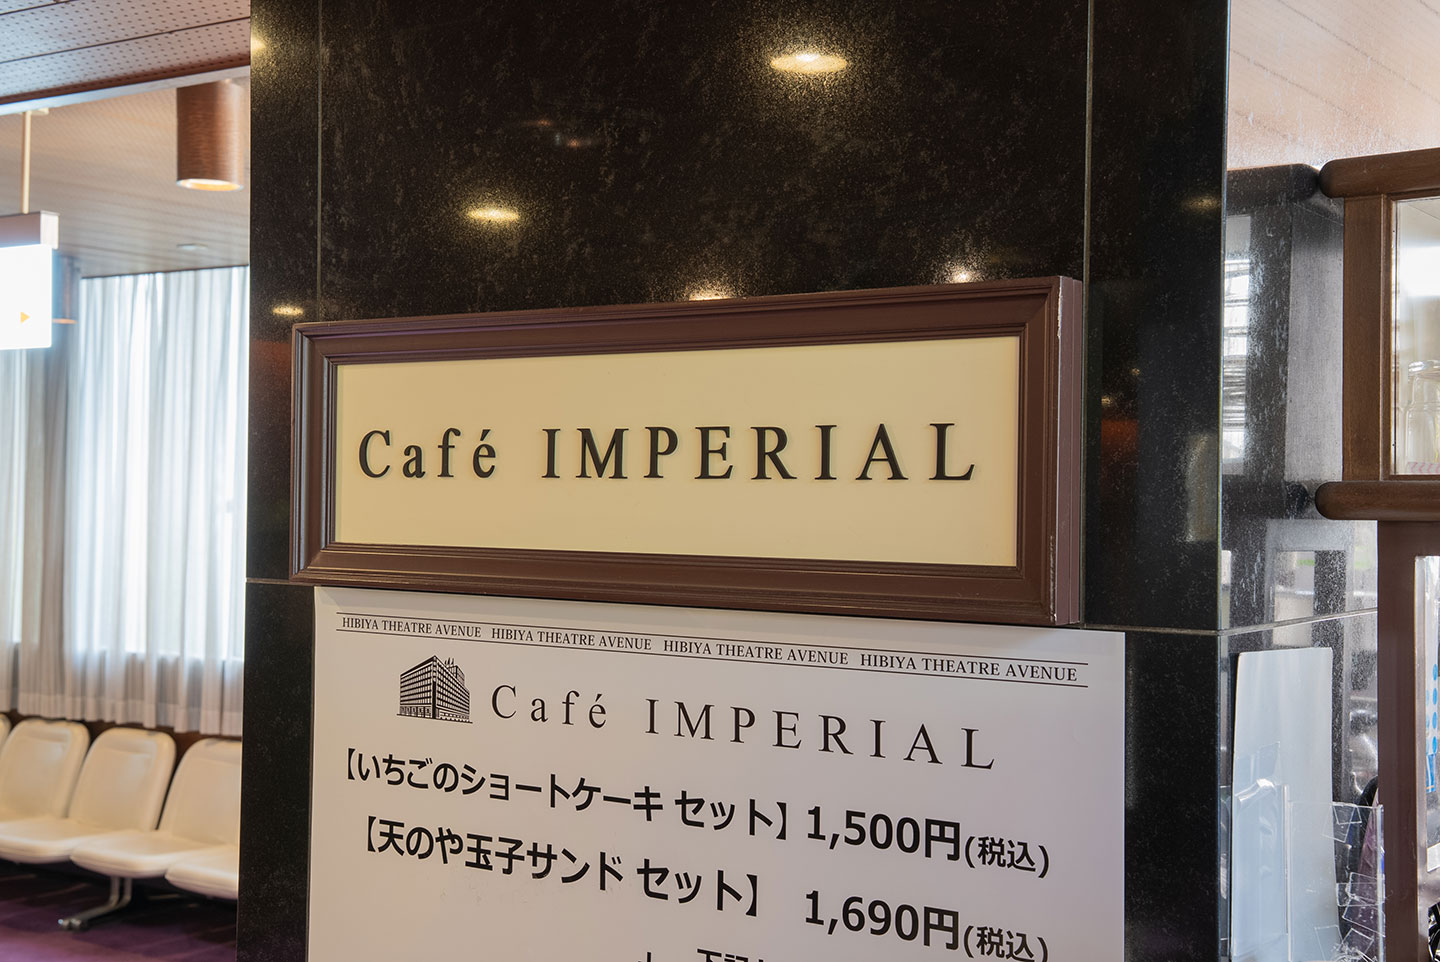 Café IMPERIAL
HIBIYA THEATRE AVENUE HIBIYA THEATRE AVENUE HIBIYA THEATRE AVENUE HIBIYA THEATRE AVENUE
Café IMPERIAL
【いちごのショートケーキ セット】 1,500円(税込)
【天のや玉子サンド セット】 1,690円(税込)